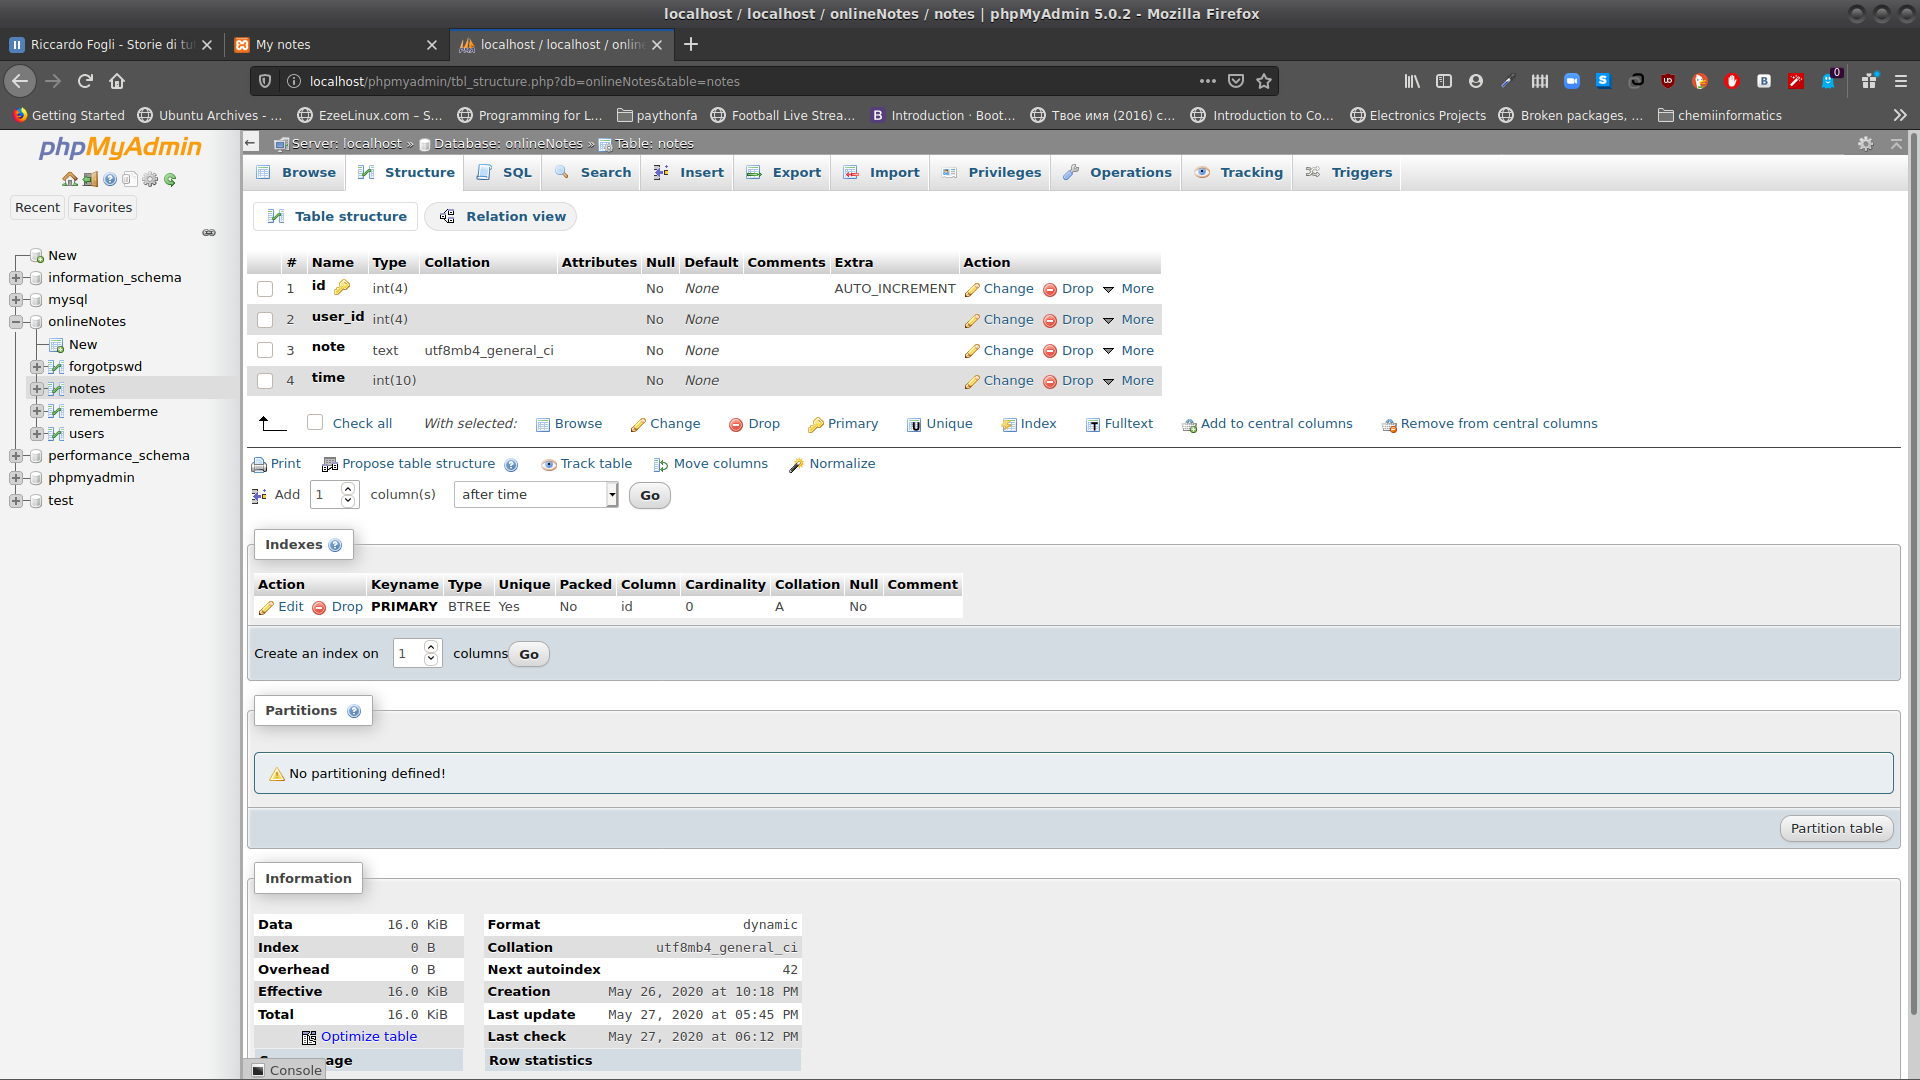 localhost / localhost / onlineNotes / notes | phpMyAdmin 5.0.2 - Mozilla Firefox
Riccardo Fogli - Storie di tu
My notes
localhost / localhost / onlin
localhost/phpmyadmin/tbl_structure.php?db=onlineNotes&table=notes
0
Getting Started
Ubuntu Archives - ...
EzeeLinux.com – S...
Programming for L...
paythonfa
Football Live Strea...
Introduction · Boot...
Твое имя (2016) с...
Introduction to Co...
Electronics Projects
Broken packages, ...
chemiinformatics
phpMyAdmin
Recent Favorites
New
information_schema
mysql
onlineNotes
New
forgotpswd
notes
rememberme
users
performance_schema
phpmyadmin
test
Server: localhost » Database: onlineNotes » Table: notes
Browse Structure SQL Search Insert Export Import Privileges Operations Tracking Triggers
Table structure Relation view
# Name Type Collation Attributes Null Default Comments Extra Action
1 id int(4) No None AUTO_INCREMENT Change Drop More
2 user_id int(4) No None Change Drop More
3 note text utf8mb4_general_ci No None Change Drop More
4 time int(10) No None Change Drop More
Check all With selected: Browse Change Drop Primary Unique Index Fulltext Add to central columns Remove from central columns
Print Propose table structure Track table Move columns Normalize
Add 1 column(s) after time Go
Indexes
Action Keyname Type Unique Packed Column Cardinality Collation Null Comment
Edit Drop PRIMARY BTREE Yes No id 0 A No
Create an index on 1 columns Go
Partitions
No partitioning defined!
Partition table
Information
Data 16.0 KiB
Index 0 B
Overhead 0 B
Effective 16.0 KiB
Total 16.0 KiB
Optimize table
Format dynamic
Collation utf8mb4_general_ci
Next autoindex 42
Creation May 26, 2020 at 10:18 PM
Last update May 27, 2020 at 05:45 PM
Last check May 27, 2020 at 06:12 PM
Row statistics
Console